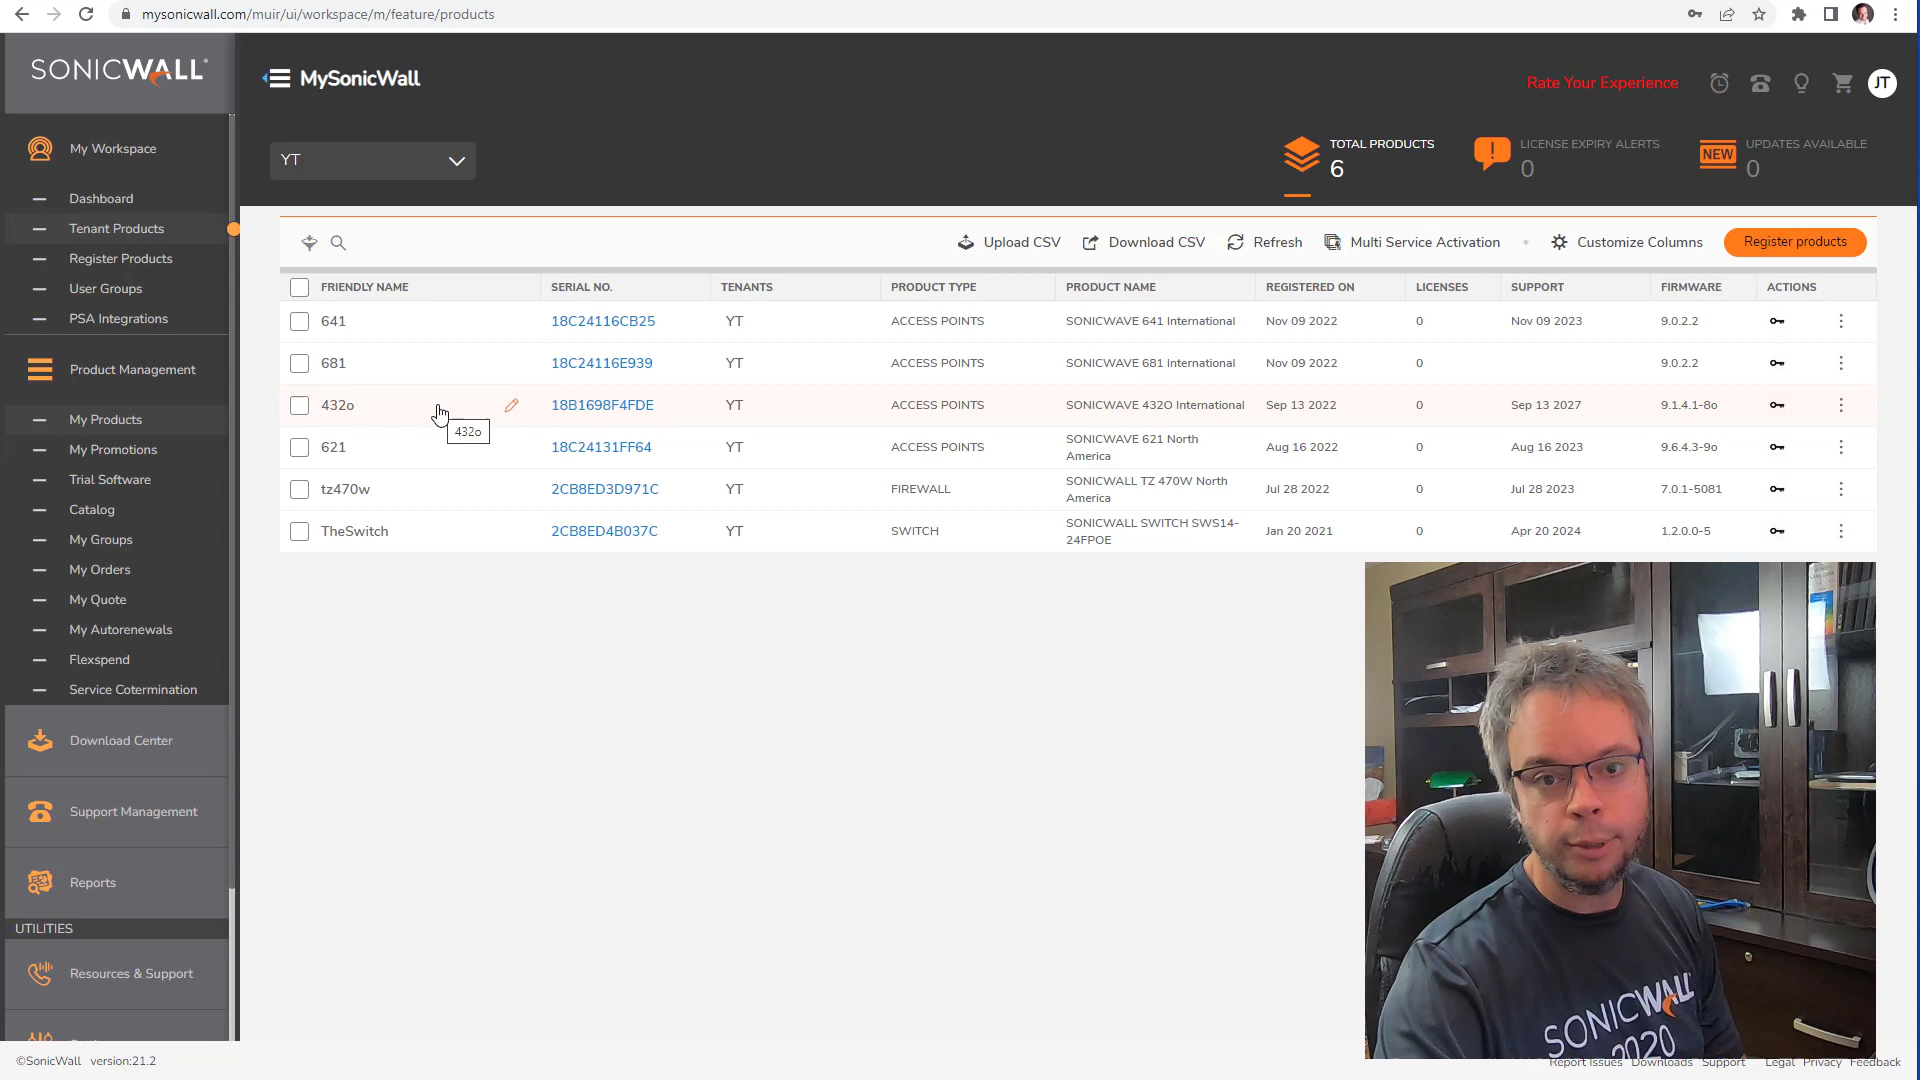 mysonicwall.com/muir/ui/workspace/m/feature/products
SONICWALL
MySonicWall
Rate Your Experience
JT
YT
TOTAL PRODUCTS
6
LICENSE EXPIRY ALERTS
0
NEW
UPDATES AVAILABLE
0
My Workspace
Dashboard
Tenant Products
Register Products
User Groups
PSA Integrations
Product Management
My Products
My Promotions
Trial Software
Catalog
My Groups
My Orders
My Quote
My Autorenewals
Flexspend
Service Cotermination
Download Center
Support Management
Reports
UTILITIES
Resources & Support
Upload CSV Download CSV Refresh Multi Service Activation Customize Columns Register products
FRIENDLY NAME SERIAL NO. TENANTS PRODUCT TYPE PRODUCT NAME REGISTERED ON LICENSES SUPPORT FIRMWARE ACTIONS
641 18C24116CB25 YT ACCESS POINTS SONICWAVE 641 International Nov 09 2022 0 Nov 09 2023 9.0.2.2
681 18C24116E939 YT ACCESS POINTS SONICWAVE 681 International Nov 09 2022 0 9.0.2.2
432o 18B1698F4FDE YT ACCESS POINTS SONICWAVE 432O International Sep 13 2022 0 Sep 13 2027 9.1.4.1-8o
432o
621 18C24131FF64 YT ACCESS POINTS SONICWAVE 621 North America Aug 16 2022 0 Aug 16 2023 9.6.4.3-9o
tz470w 2CB8ED3D971C YT FIREWALL SONICWALL TZ 470W North America Jul 28 2022 0 Jul 28 2023 7.0.1-5081
TheSwitch 2CB8ED4B037C YT SWITCH SONICWALL SWITCH SWS14-24FPOE Jan 20 2021 0 Apr 20 2024 1.2.0.0-5
SONICWALL
2020
©SonicWall version:21.2
Report Issues Downloads Support Legal Privacy Feedback